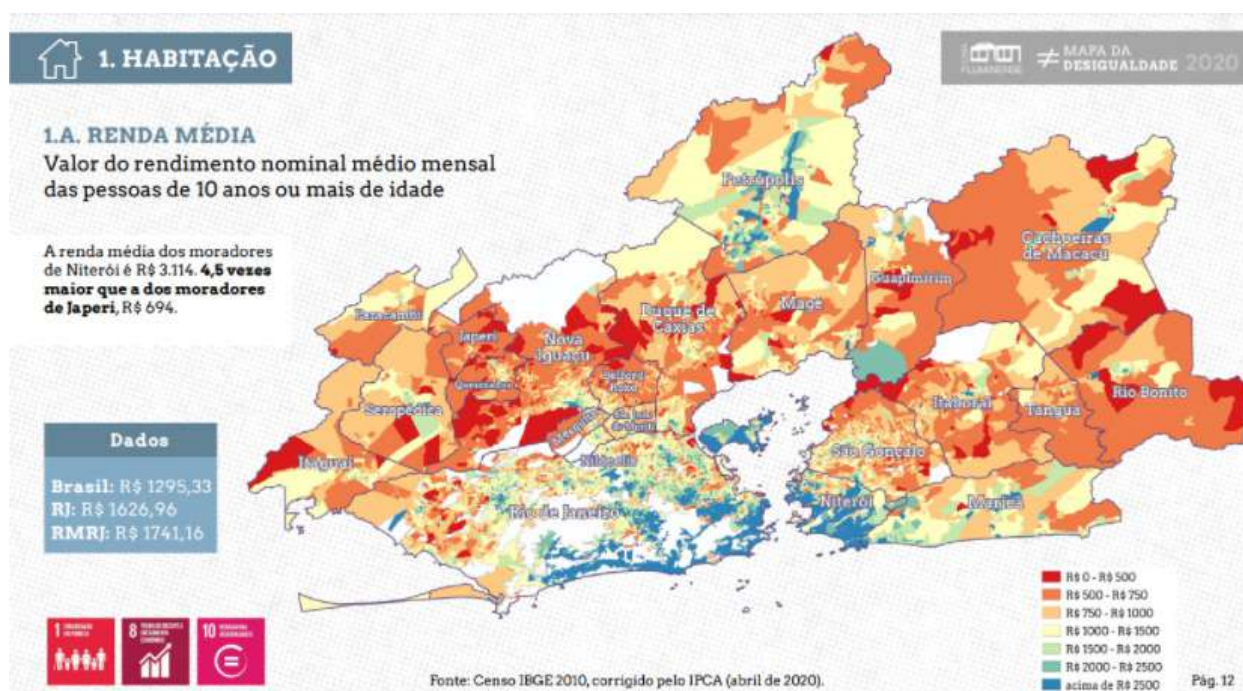 1. HABITAÇÃO
CASA
FLUMINENSE
≠ MAPA DA
DESIGUALDADE 2020
1.A. RENDA MÉDIA
Valor do rendimento nominal médio mensal
das pessoas de 10 anos ou mais de idade
A renda média dos moradores
de Niterói é R$ 3.114. 4,5 vezes
maior que a dos moradores
de Japeri, R$ 694.
Dados
Brasil: R$ 1295,33
RJ: R$ 1626,96
RMRJ: R$ 1741,16
Petrópolis
Cachoeiras
de Macacu
Guapimirim
Magé
Duque de
Caxias
Paracambi
Japeri
Nova
Iguaçu
Queimados
Belford
Roxo
Seropédica
Mesquita
São João
de Meriti
Nilópolis
Itaguaí
Rio de Janeiro
Itaboraí
Tanguá
Rio Bonito
São Gonçalo
Niterói
Maricá
R$ 0 - R$ 500
R$ 500 - R$ 750
R$ 750 - R$ 1000
R$ 1000 - R$ 1500
R$ 1500 - R$ 2000
R$ 2000 - R$ 2500
acima de R$ 2500
1
8
10
Fonte: Censo IBGE 2010, corrigido pelo IPCA (abril de 2020).
Pág. 12